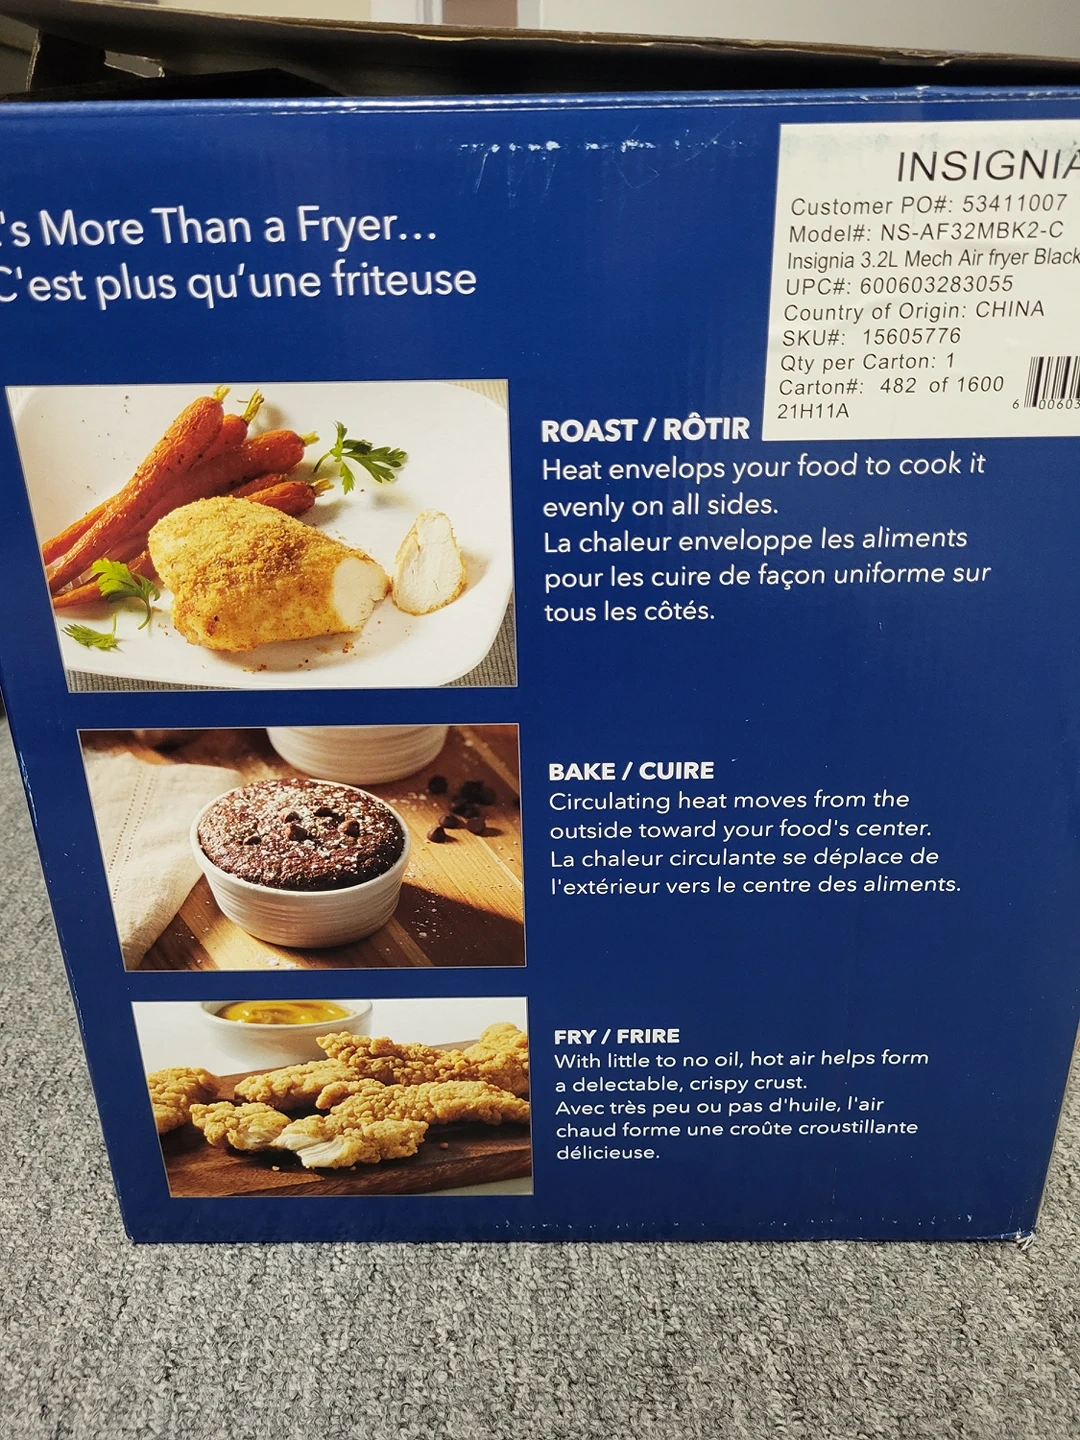 's More Than a Fryer...
C'est plus qu'une friteuse
INSIGNIA
Customer PO#: 53411007
Model#: NS-AF32MBK2-C
Insignia 3.2L Mech Air fryer Black
UPC#: 600603283055
Country of Origin: CHINA
SKU#: 15605776
Qty per Carton: 1
Carton#: 482 of 1600
21H11A
6 00603
ROAST / RÔTIR
Heat envelops your food to cook it
evenly on all sides.
La chaleur enveloppe les aliments
pour les cuire de façon uniforme sur
tous les côtés.
BAKE / CUIRE
Circulating heat moves from the
outside toward your food's center.
La chaleur circulante se déplace de
l'extérieur vers le centre des aliments.
FRY / FRIRE
With little to no oil, hot air helps form
a delectable, crispy crust.
Avec très peu ou pas d'huile, l'air
chaud forme une croûte croustillante
délicieuse.